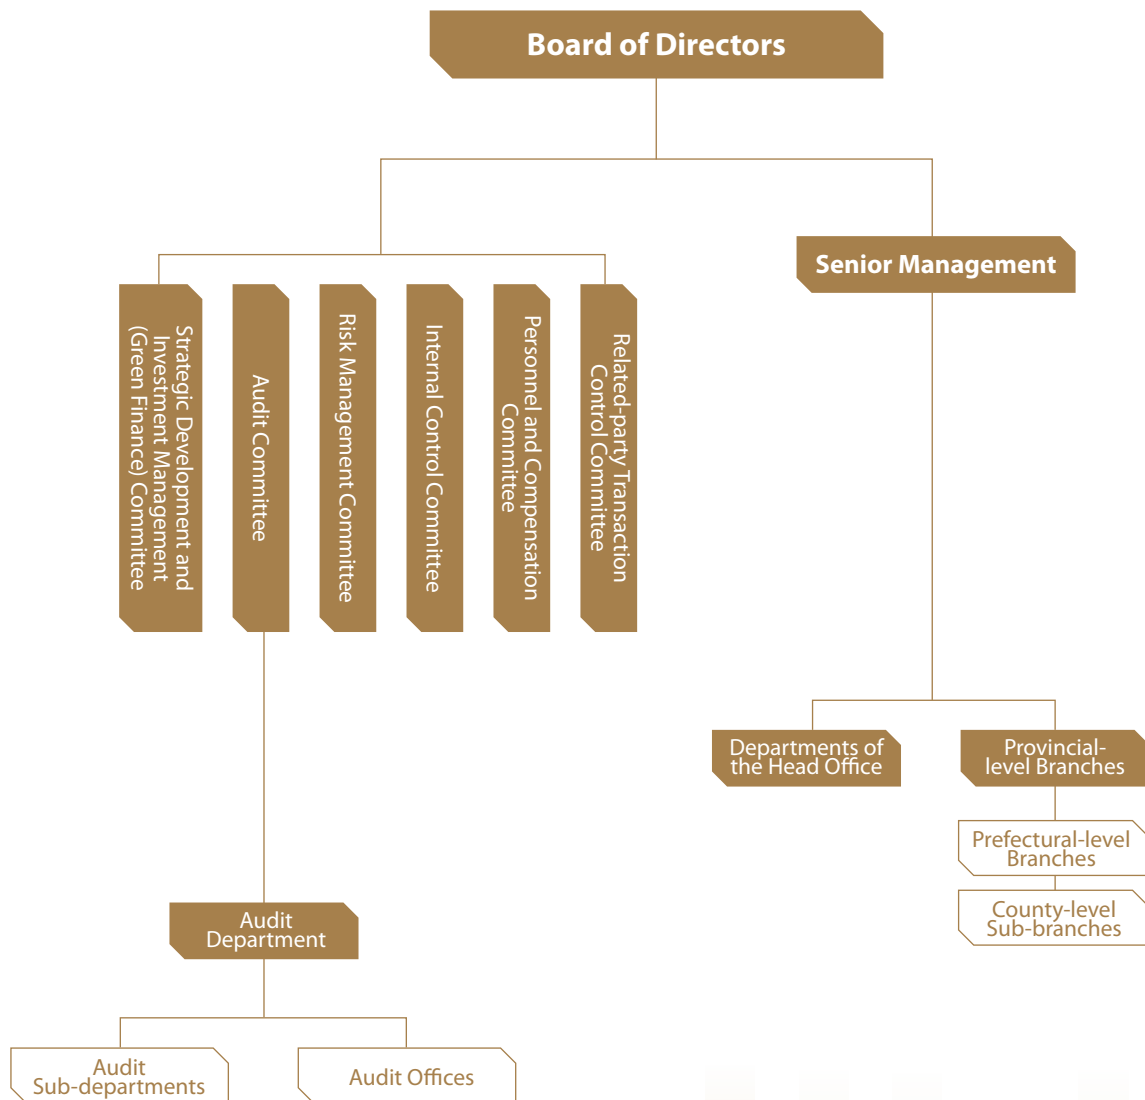 Board of Directors
Senior Management
Strategic Development and
Investment Management
(Green Finance) Committee
Audit Committee
Risk Management Committee
Internal Control Committee
Personnel and Compensation
Committee
Related-party Transaction
Control Committee
Departments of
the Head Office
Provincial-
level Branches
Prefectural-level
Branches
County-level
Sub-branches
Audit
Department
Audit
Sub-departments
Audit Offices